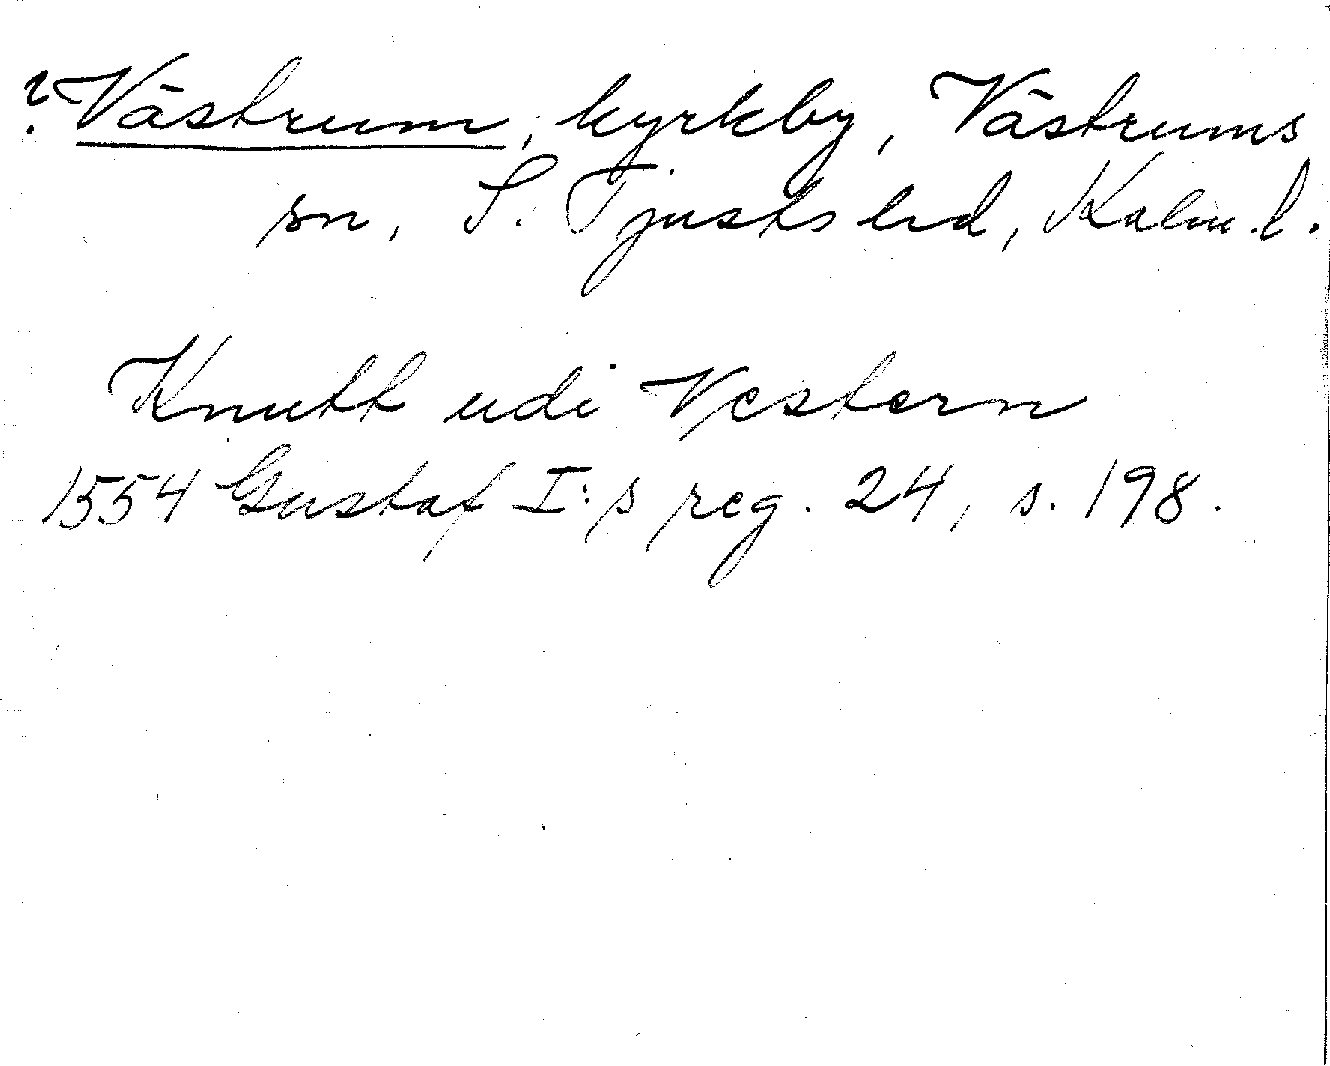 ? Västrum, kyrkby, Västrums
sn, S. Tjusts hd, Kalm. l.
Knutt udi Vestern
1554 Gustaf I:s reg. 24, s. 198.